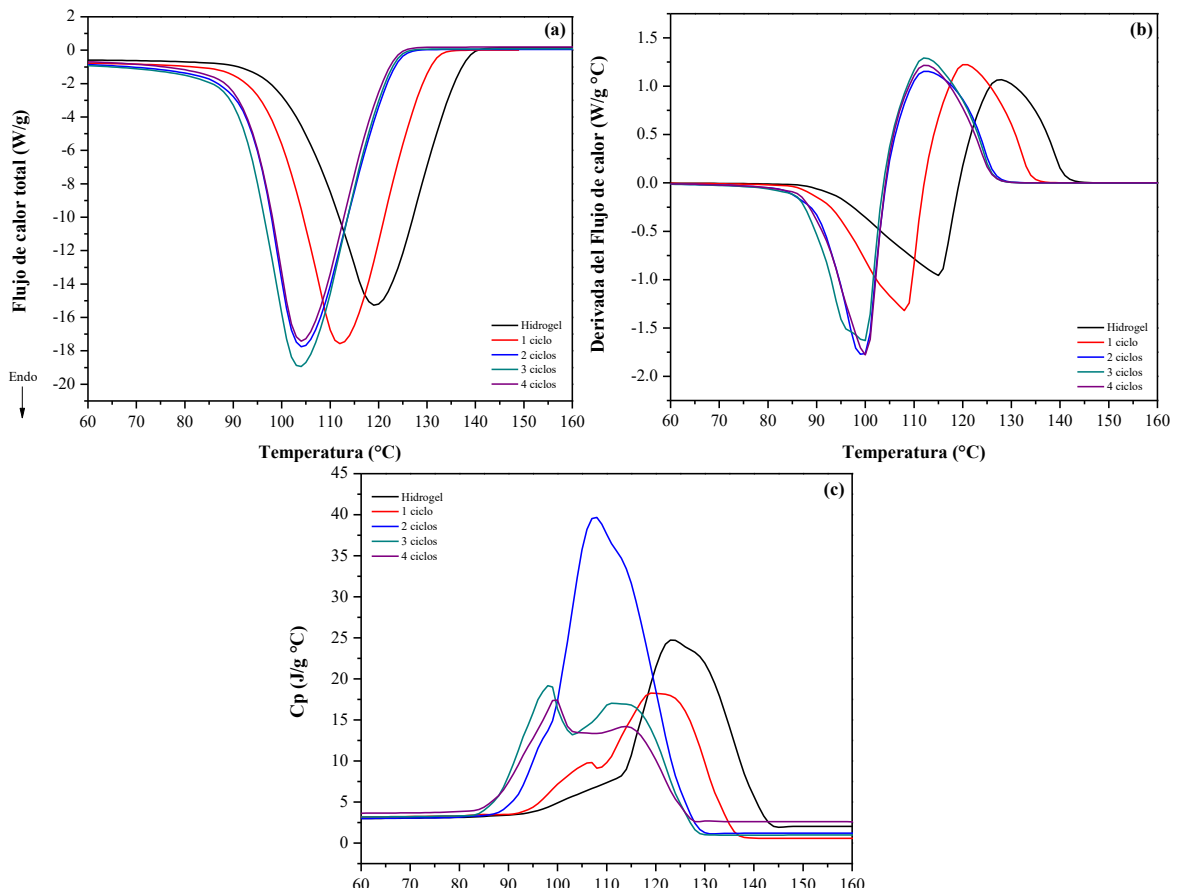 (a)
Flujo de calor total (W/g)
2
0
-2
-4
-6
-8
-10
-12
-14
-16
-18
-20
Endo
Hidrogel
1 ciclo
2 ciclos
3 ciclos
4 ciclos
60 70 80 90 100 110 120 130 140 150 160
Temperatura (°C)
(b)
Derivada del Flujo de calor (W/g °C)
1.5
1.0
0.5
0.0
-0.5
-1.0
-1.5
-2.0
Hidrogel
1 ciclo
2 ciclos
3 ciclos
4 ciclos
60 70 80 90 100 110 120 130 140 150 160
Temperatura (°C)
(c)
Cp (J/g °C)
45
40
35
30
25
20
15
10
5
0
Hidrogel
1 ciclo
2 ciclos
3 ciclos
4 ciclos
60 70 80 90 100 110 120 130 140 150 160